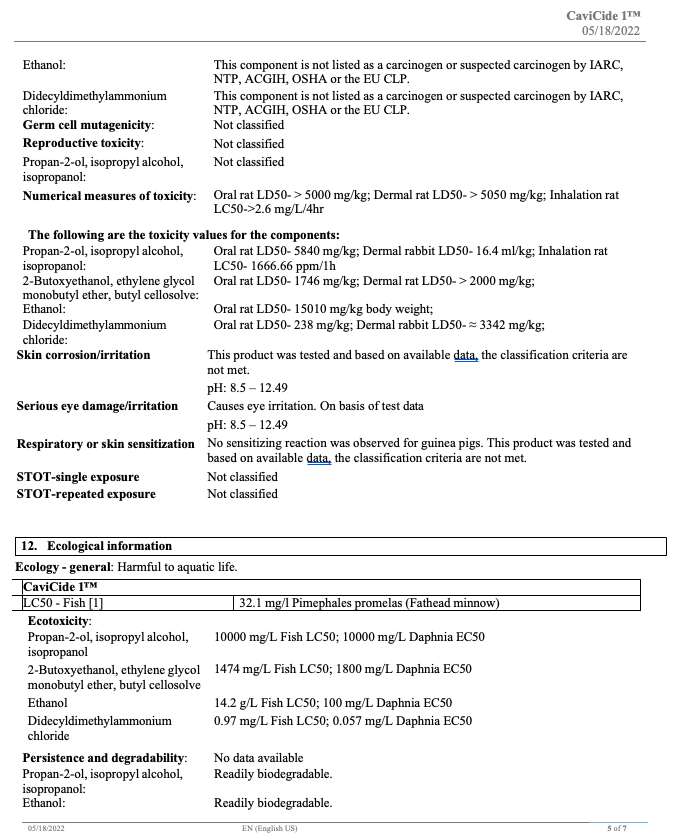 CaviCide 1™
05/18/2022
Ethanol: This component is not listed as a carcinogen or suspected carcinogen by IARC,
NTP, ACGIH, OSHA or the EU CLP.
Didecyldimethylammonium This component is not listed as a carcinogen or suspected carcinogen by IARC,
chloride: NTP, ACGIH, OSHA or the EU CLP.
Germ cell mutagenicity: Not classified
Reproductive toxicity: Not classified
Propan-2-ol, isopropyl alcohol, Not classified
isopropanol:
Numerical measures of toxicity: Oral rat LD50- > 5000 mg/kg; Dermal rat LD50- > 5050 mg/kg; Inhalation rat
LC50->2.6 mg/L/4hr
The following are the toxicity values for the components:
Propan-2-ol, isopropyl alcohol, Oral rat LD50- 5840 mg/kg; Dermal rabbit LD50- 16.4 ml/kg; Inhalation rat
isopropanol: LC50- 1666.66 ppm/1h
2-Butoxyethanol, ethylene glycol Oral rat LD50- 1746 mg/kg; Dermal rat LD50- > 2000 mg/kg;
monobutyl ether, butyl cellosolve:
Ethanol: Oral rat LD50- 15010 mg/kg body weight;
Didecyldimethylammonium Oral rat LD50- 238 mg/kg; Dermal rabbit LD50- ≈ 3342 mg/kg;
chloride:
Skin corrosion/irritation This product was tested and based on available data, the classification criteria are
not met.
pH: 8.5 – 12.49
Serious eye damage/irritation Causes eye irritation. On basis of test data
pH: 8.5 – 12.49
Respiratory or skin sensitization No sensitizing reaction was observed for guinea pigs. This product was tested and
based on available data, the classification criteria are not met.
STOT-single exposure Not classified
STOT-repeated exposure Not classified
12. Ecological information
Ecology - general: Harmful to aquatic life.
CaviCide 1™
LC50 - Fish [1] 32.1 mg/l Pimephales promelas (Fathead minnow)
Ecotoxicity:
Propan-2-ol, isopropyl alcohol, 10000 mg/L Fish LC50; 10000 mg/L Daphnia EC50
isopropanol
2-Butoxyethanol, ethylene glycol 1474 mg/L Fish LC50; 1800 mg/L Daphnia EC50
monobutyl ether, butyl cellosolve
Ethanol 14.2 g/L Fish LC50; 100 mg/L Daphnia EC50
Didecyldimethylammonium 0.97 mg/L Fish LC50; 0.057 mg/L Daphnia EC50
chloride
Persistence and degradability: No data available
Propan-2-ol, isopropyl alcohol, Readily biodegradable.
isopropanol:
Ethanol: Readily biodegradable.
05/18/2022 EN (English US) 5 of 7